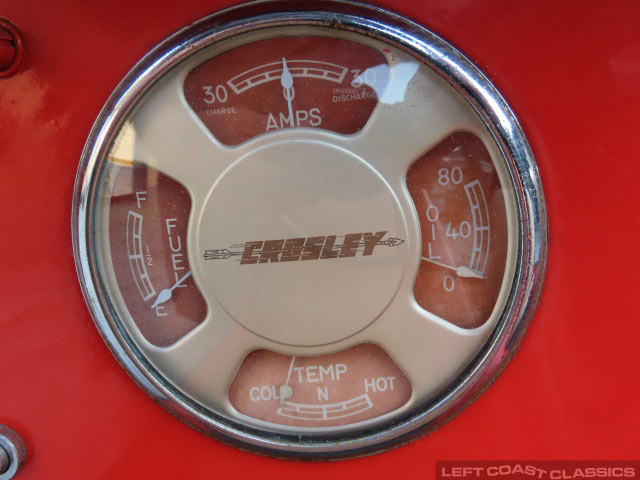 30 0 30
CHARGE DISCHARGE
AMPS
F
1/2
E
FUEL
CROSLEY
OIL
80
40
0
TEMP
COLD N HOT
LEFT COAST CLASSICS